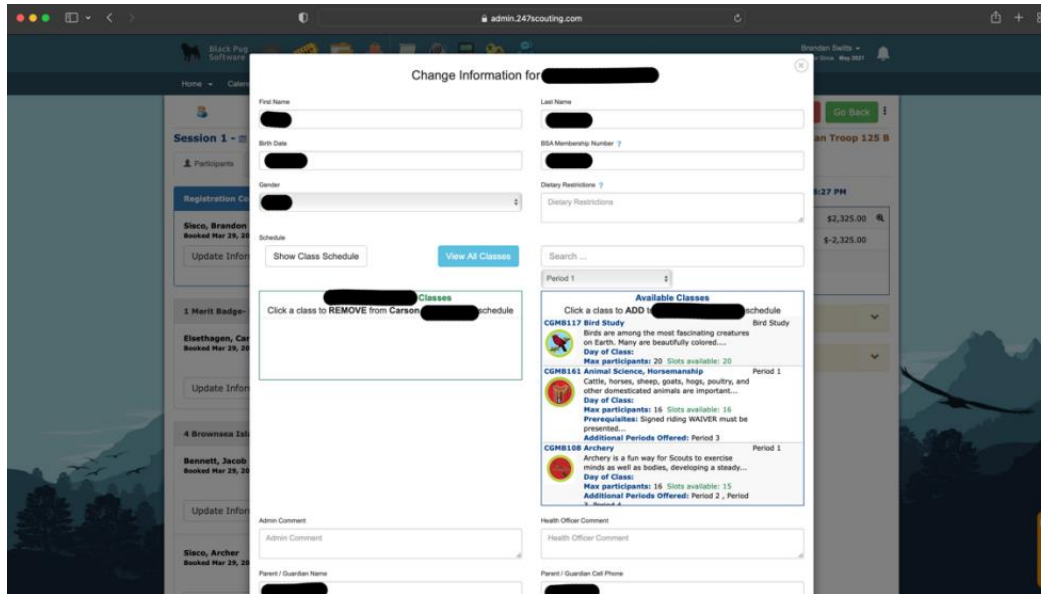 admin.247scouting.com
Black Pug
Software
Brandan Switts
May 2021
Home
Change Information for
Go Back
Session 1 -
an Troop 125 B
Participants
First Name
Last Name
Birth Date
BSA Membership Number ?
Gender
Dietary Restrictions ?
Dietary Restrictions
Registration Co
8:27 PM
Sisco, Brandon
Booked Mar 29, 20
$2,325.00
$-2,325.00
Update Infor
Schedule
Show Class Schedule
View All Classes
Search ...
Period 1
Classes
Click a class to REMOVE from Carson schedule
Available Classes
Click a class to ADD t schedule
1 Merit Badge-
Elsethagen, Car
Booked Mar 29, 20
Update Infor
CGMB117 Bird Study Bird Study
Birds are among the most fascinating creatures
on Earth. Many are beautifully colored....
Day of Class:
Max participants: 20 Slots available: 20
CGMB161 Animal Science, Horsemanship Period 1
Cattle, horses, sheep, goats, hogs, poultry, and
other domesticated animals are important...
Day of Class:
Max participants: 16 Slots available: 16
Prerequisites: Signed riding WAIVER must be
presented...
Additional Periods Offered: Period 3
CGMB108 Archery Period 1
Archery is a fun way for Scouts to exercise
minds as well as bodies, developing a steady...
Day of Class:
Max participants: 16 Slots available: 15
Additional Periods Offered: Period 2 , Period
4 Brownsea Isl
Bennett, Jacob
Booked Mar 29, 20
Update Infor
Sisco, Archer
Booked Mar 29, 20
Admin Comment
Health Officer Comment
Admin Comment
Health Officer Comment
Parent / Guardian Name
Parent / Guardian Cell Phone